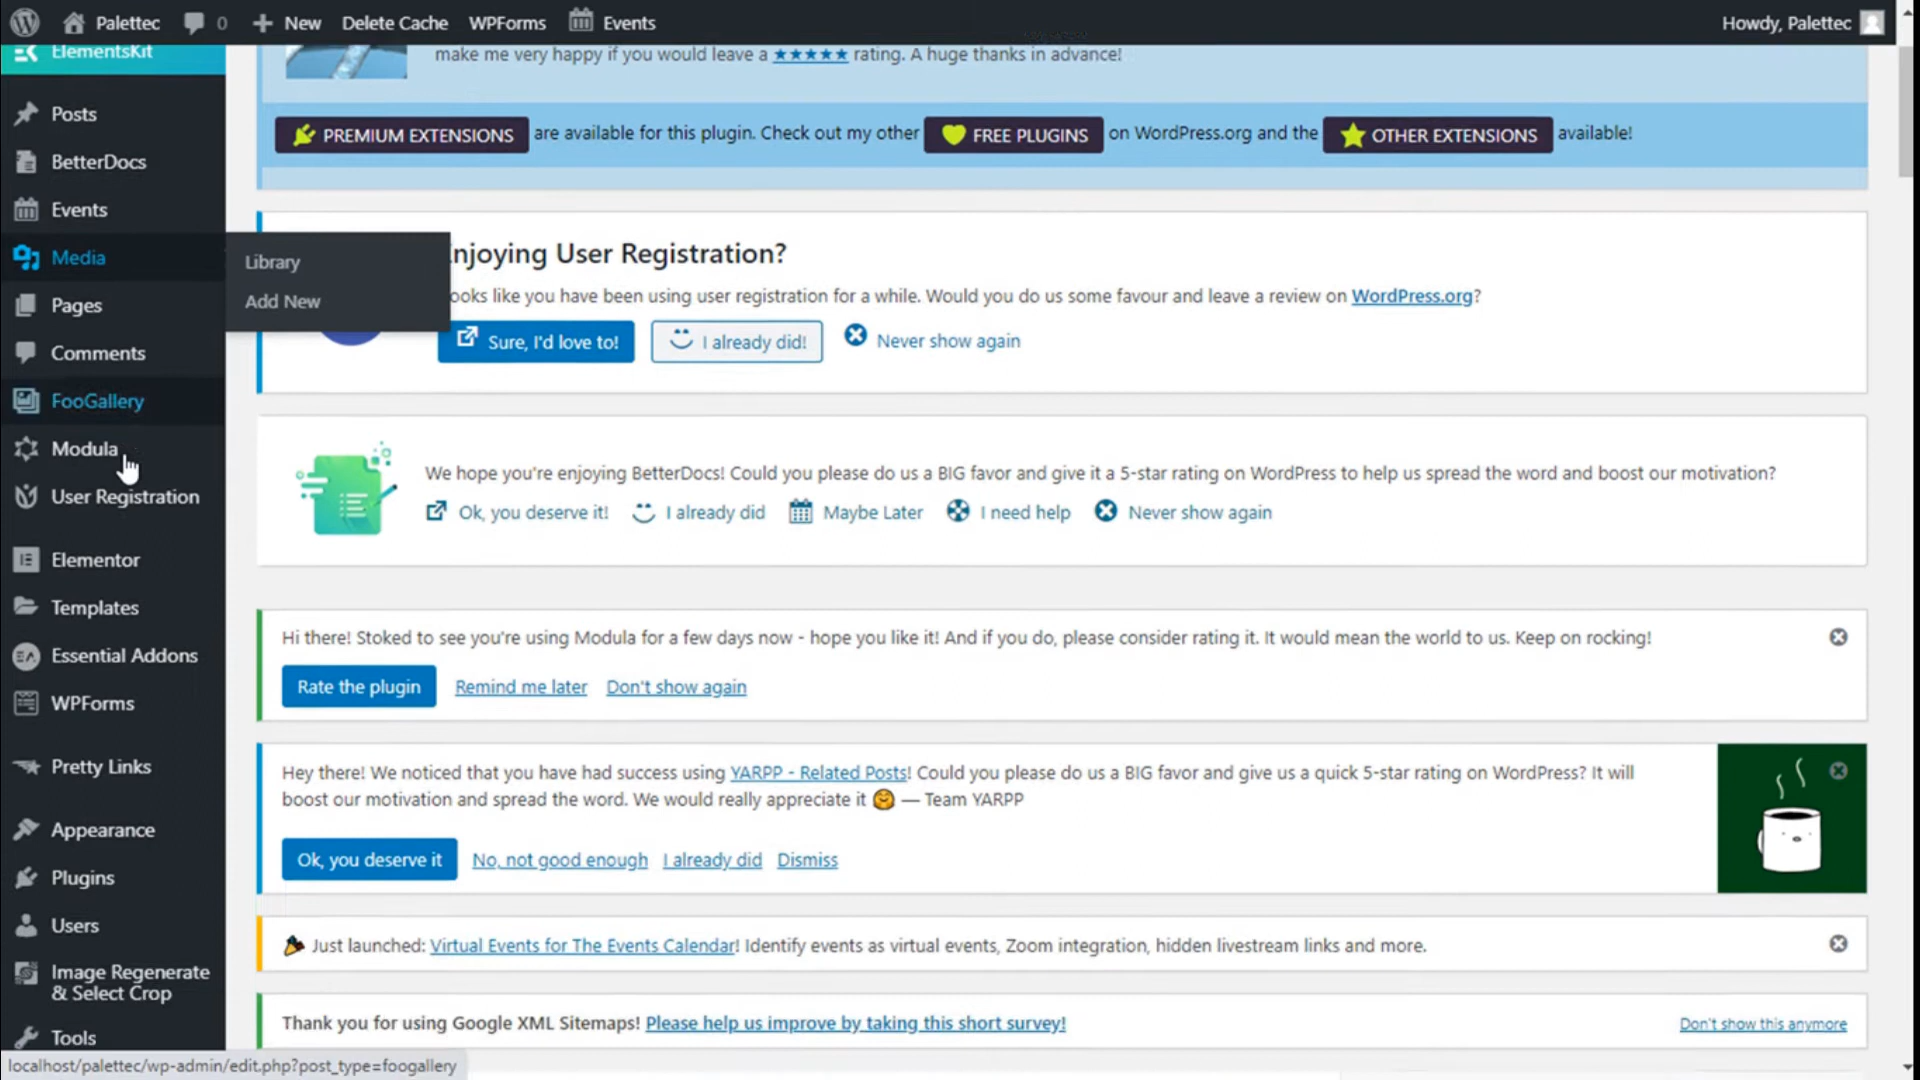 Palettec
0
New
Delete Cache
WPForms
Events
Howdy, Palettec
ElementsKit
Posts
BetterDocs
Events
Media
Library
Add New
Pages
Comments
FooGallery
Modula
User Registration
Elementor
Templates
Essential Addons
WPForms
Pretty Links
Appearance
Plugins
Users
Image Regenerate
& Select Crop
Tools
make me very happy if you would leave a ★★★★★ rating. A huge thanks in advance!
PREMIUM EXTENSIONS are available for this plugin. Check out my other FREE PLUGINS on WordPress.org and the OTHER EXTENSIONS available!
njoying User Registration?
ooks like you have been using user registration for a while. Would you do us some favour and leave a review on WordPress.org?
Sure, I'd love to!
I already did!
Never show again
We hope you're enjoying BetterDocs! Could you please do us a BIG favor and give it a 5-star rating on WordPress to help us spread the word and boost our motivation?
Ok, you deserve it!
I already did
Maybe Later
I need help
Never show again
Hi there! Stoked to see you're using Modula for a few days now - hope you like it! And if you do, please consider rating it. It would mean the world to us. Keep on rocking!
Rate the plugin
Remind me later
Don't show again
Hey there! We noticed that you have had success using YARPP - Related Posts! Could you please do us a BIG favor and give us a quick 5-star rating on WordPress? It will
boost our motivation and spread the word. We would really appreciate it 🤗 — Team YARPP
Ok, you deserve it
No, not good enough
I already did
Dismiss
Just launched: Virtual Events for The Events Calendar! Identify events as virtual events, Zoom integration, hidden livestream links and more.
Thank you for using Google XML Sitemaps! Please help us improve by taking this short survey!
Don't show this anymore
localhost/palettec/wp-admin/edit.php?post_type=foogallery